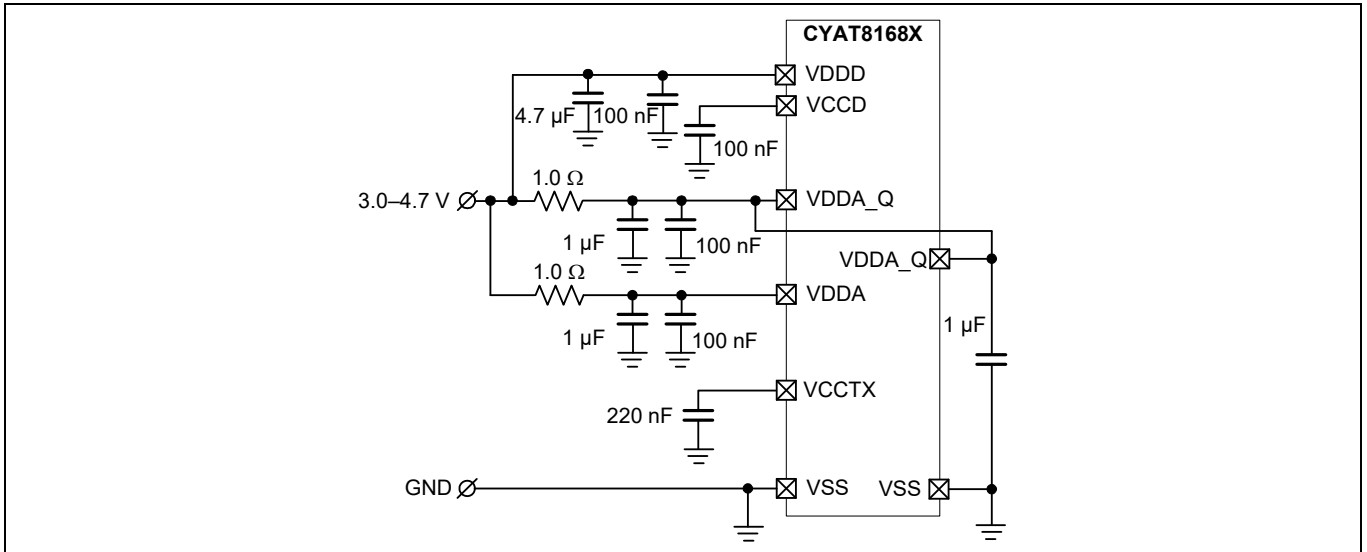 CYAT8168X
VDDD
VCCD
4.7 µF
100 nF
100 nF
1.0 Ω
3.0–4.7 V
VDDA_Q
1 µF
100 nF
VDDA_Q
1.0 Ω
VDDA
1 µF
100 nF
1 µF
VCCTX
220 nF
GND
VSS
VSS